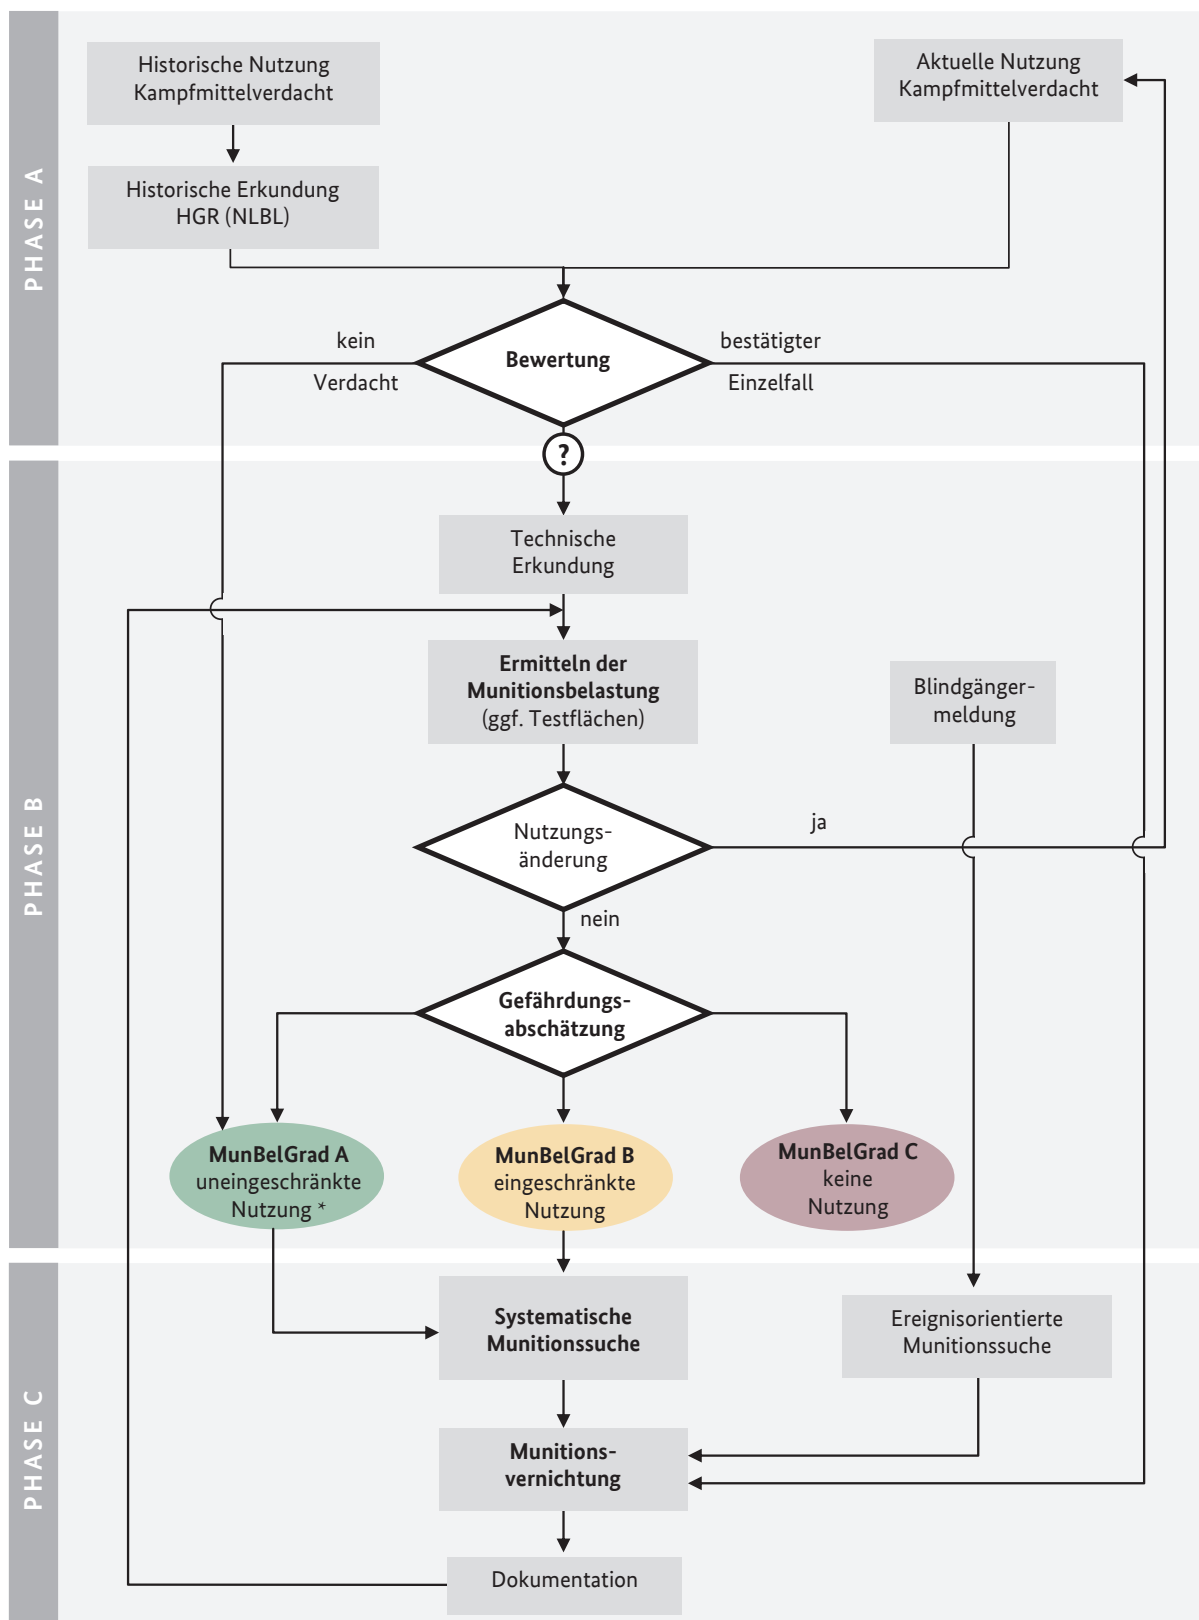 PHASE A
Historische Nutzung
Kampfmittelverdacht
Aktuelle Nutzung
Kampfmittelverdacht
Historische Erkundung
HGR (NLBL)
kein
Verdacht
Bewertung
bestätigter
Einzelfall
?
PHASE B
Technische
Erkundung
Ermitteln der
Munitionsbelastung
(ggf. Testflächen)
Blindgänger-
meldung
Nutzungs-
änderung
ja
nein
Gefährdungs-
abschätzung
MunBelGrad A
uneingeschränkte
Nutzung *
MunBelGrad B
eingeschränkte
Nutzung
MunBelGrad C
keine
Nutzung
PHASE C
Systematische
Munitionssuche
Ereignisorientierte
Munitionssuche
Munitions-
vernichtung
Dokumentation